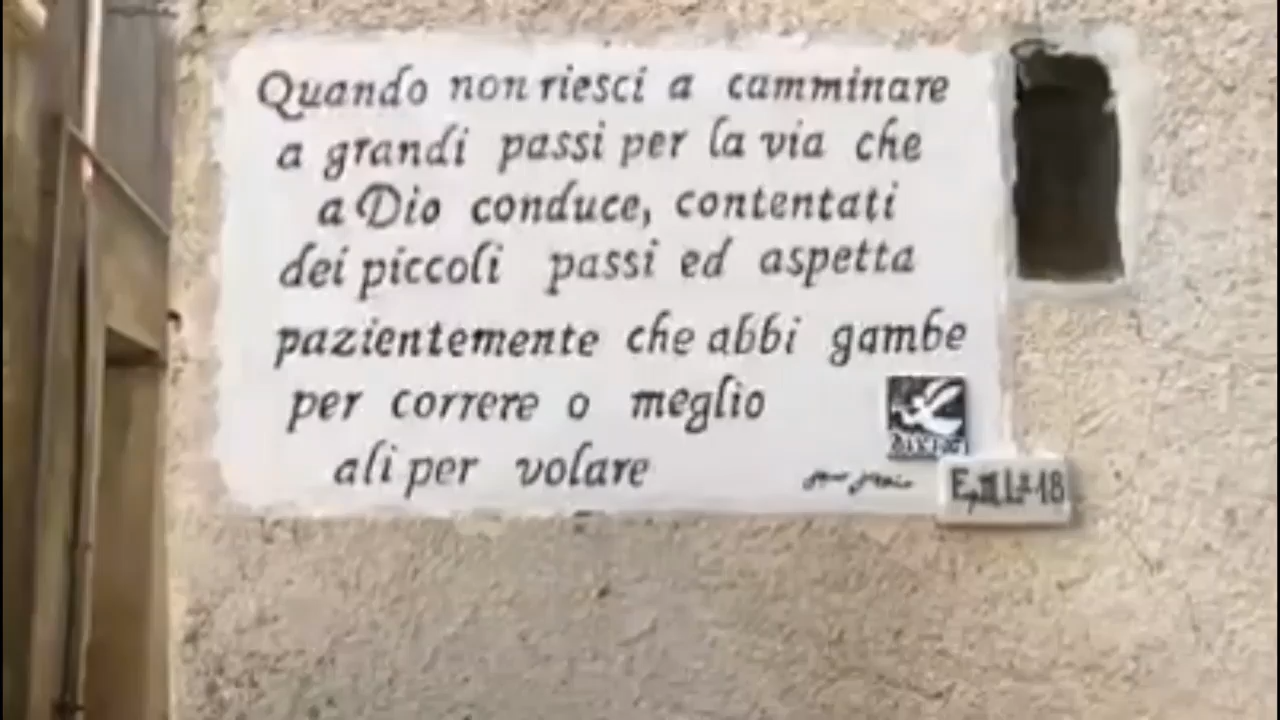 Quando non riesci a camminare
a grandi passi per la via che
a Dio conduce, contentati
dei piccoli passi ed aspetta
pazientemente che abbi gambe
per correre o meglio
ali per volare